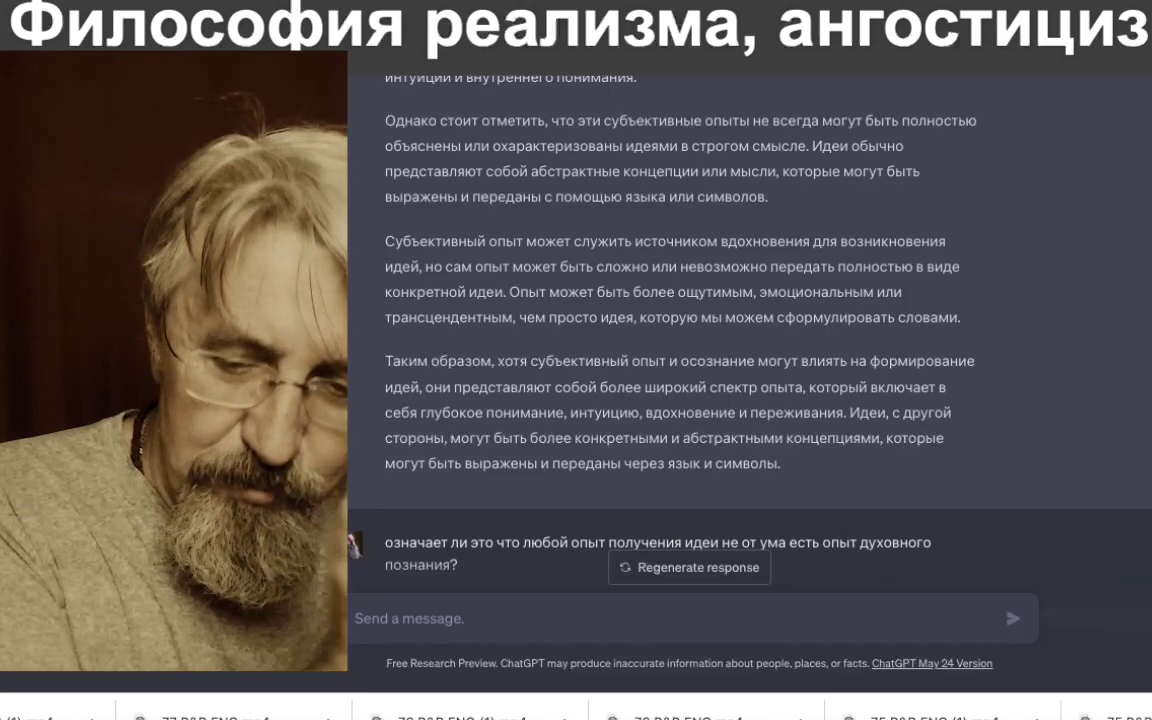 Философия реализма, ангостициз
интуиции и внутреннего понимания.
Однако стоит отметить, что эти субъективные опыты не всегда могут быть полностью
объяснены или охарактеризованы идеями в строгом смысле. Идеи обычно
представляют собой абстрактные концепции или мысли, которые могут быть
выражены и переданы с помощью языка или символов.
Субъективный опыт может служить источником вдохновения для возникновения
идей, но сам опыт может быть сложно или невозможно передать полностью в виде
конкретной идеи. Опыт может быть более ощутимым, эмоциональным или
трансцендентным, чем просто идея, которую мы можем сформулировать словами.
Таким образом, хотя субъективный опыт и осознание могут влиять на формирование
идей, они представляют собой более широкий спектр опыта, который включает в
себя глубокое понимание, интуицию, вдохновение и переживания. Идеи, с другой
стороны, могут быть более конкретными и абстрактными концепциями, которые
могут быть выражены и переданы через язык и символы.
означает ли это что любой опыт получения идеи не от ума есть опыт духовного
познания?
Regenerate response
Send a message.
Free Research Preview. ChatGPT may produce inaccurate information about people, places, or facts. ChatGPT May 24 Version